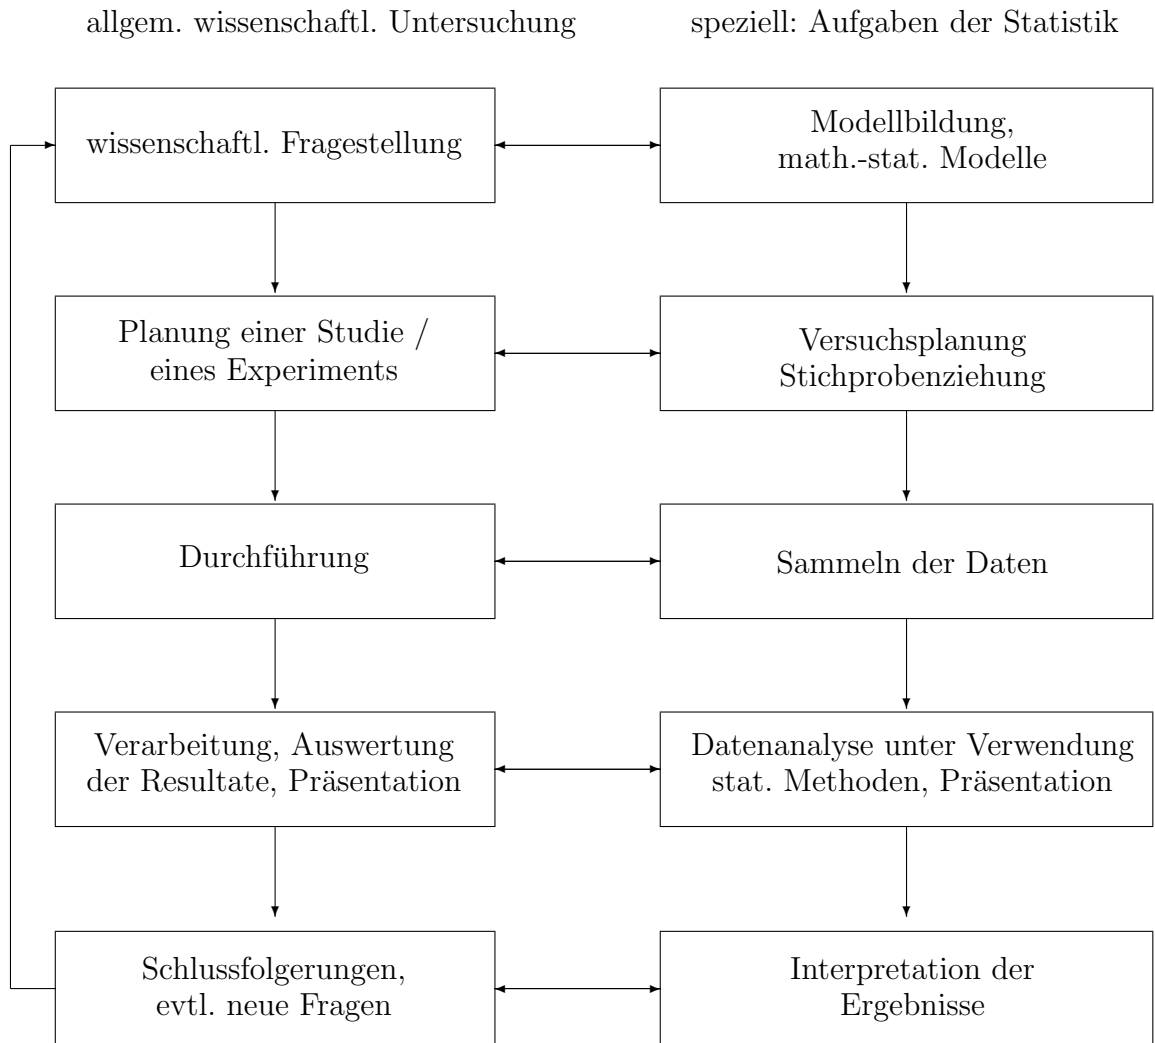 allgem. wissenschaftl. Untersuchung
speziell: Aufgaben der Statistik
wissenschaftl. Fragestellung
Modellbildung,
math.-stat. Modelle
Planung einer Studie /
eines Experiments
Versuchsplanung
Stichprobenziehung
Durchführung
Sammeln der Daten
Verarbeitung, Auswertung
der Resultate, Präsentation
Datenanalyse unter Verwendung
stat. Methoden, Präsentation
Schlussfolgerungen,
evtl. neue Fragen
Interpretation der
Ergebnisse